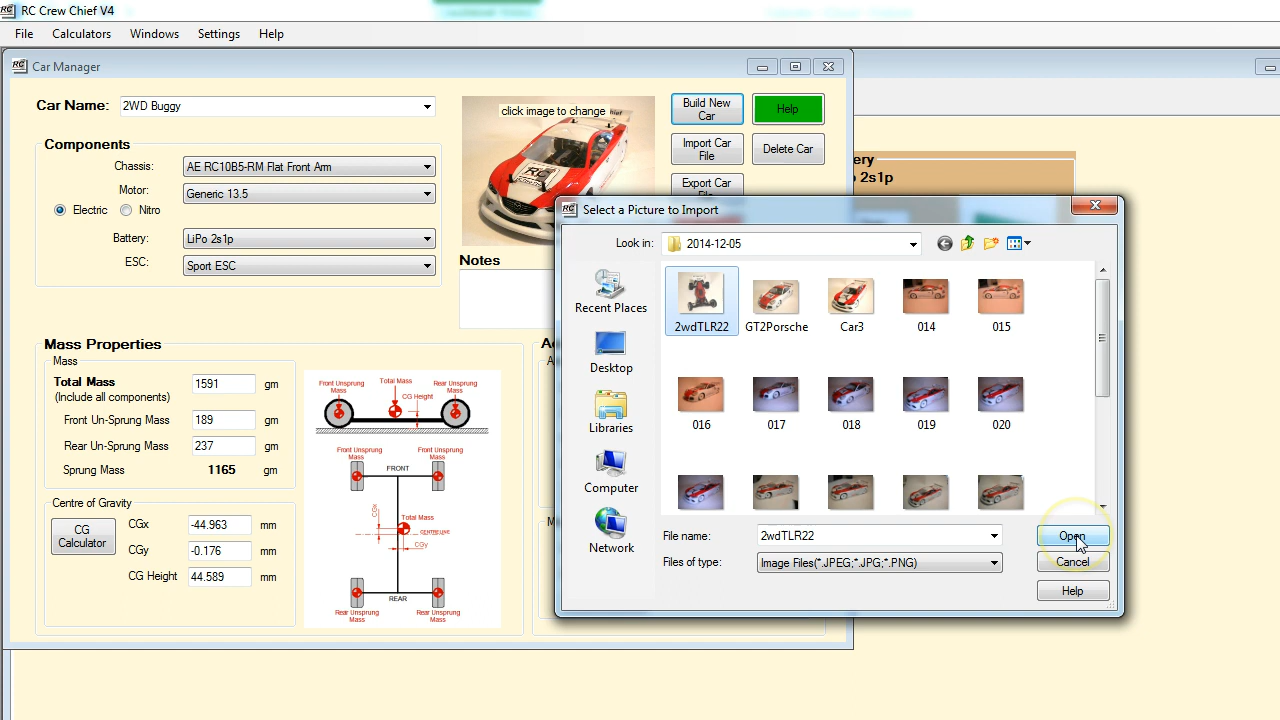 RC Crew Chief V4
File Calculators Windows Settings Help
Car Manager
Car Name: 2WD Buggy
Components
Chassis: AE RC10B5-RM Flat Front Arm
Motor: Generic 13.5
Electric Nitro
Battery: LiPo 2s1p
ESC: Sport ESC
click image to change
Build New Car
Help
Import Car File
Delete Car
Export Car
Notes
2s1p
Mass Properties
Mass
Total Mass 1591 gm
(Include all components)
Front Un-Sprung Mass 189 gm
Rear Un-Sprung Mass 237 gm
Sprung Mass 1165 gm
Centre of Gravity
CG Calculator
CGx -44.963 mm
CGy -0.176 mm
CG Height 44.589 mm
Front Unsprung Mass
Total Mass
Rear Unsprung Mass
CG Height
Front Unsprung Mass
Front Unsprung Mass
FRONT
CGx
Total Mass
CENTRE LINE
CGy
REAR
Rear Unsprung Mass
Rear Unsprung Mass
Select a Picture to Import
Look in: 2014-12-05
Recent Places
Desktop
Libraries
Computer
Network
2wdTLR22 GT2Porsche Car3 014 015
016 017 018 019 020
File name: 2wdTLR22 Open
Files of type: Image Files(*.JPEG;*.JPG;*.PNG) Cancel
Help